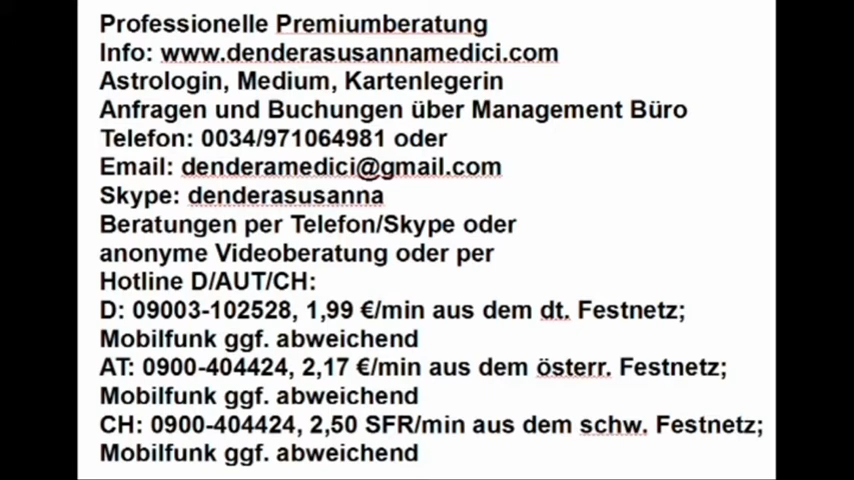 Professionelle Premiumberatung
Info: www.denderasusannamedici.com
Astrologin, Medium, Kartenlegerin
Anfragen und Buchungen über Management Büro
Telefon: 0034/971064981 oder
Email: denderamedici@gmail.com
Skype: denderasusanna
Beratungen per Telefon/Skype oder
anonyme Videoberatung oder per
Hotline D/AUT/CH:
D: 09003-102528, 1,99 €/min aus dem dt. Festnetz;
Mobilfunk ggf. abweichend
AT: 0900-404424, 2,17 €/min aus dem österr. Festnetz;
Mobilfunk ggf. abweichend
CH: 0900-404424, 2,50 SFR/min aus dem schw. Festnetz;
Mobilfunk ggf. abweichend